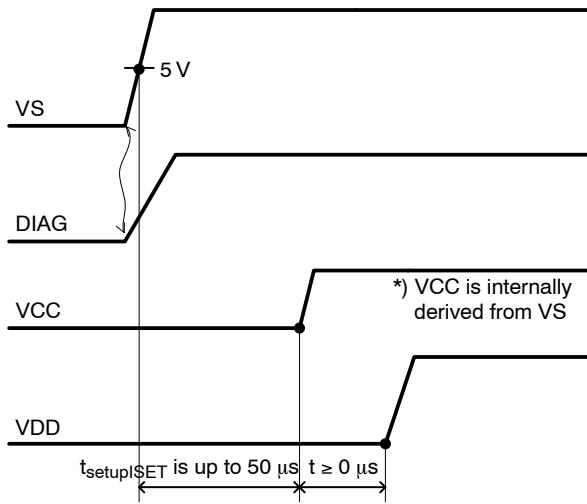 5 V
VS
DIAG
*) VCC is internally
derived from VS
VCC
VDD
tsetupISET is up to 50 μs
t ≥ 0 μs